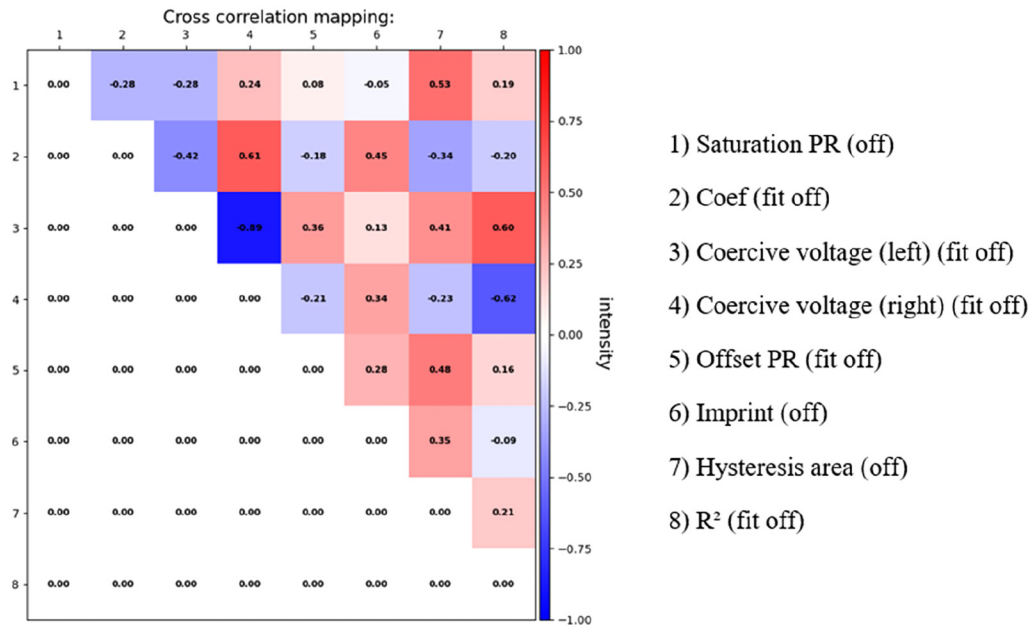 Cross correlation mapping:
1 2 3 4 5 6 7 8
1 0.00 -0.28 -0.28 0.24 0.08 -0.05 0.53 0.19
2 0.00 0.00 -0.42 0.61 -0.18 0.45 -0.34 -0.20
3 0.00 0.00 0.00 -0.89 0.36 0.13 0.41 0.60
4 0.00 0.00 0.00 0.00 -0.21 0.34 -0.23 -0.62
5 0.00 0.00 0.00 0.00 0.00 0.28 0.48 0.16
6 0.00 0.00 0.00 0.00 0.00 0.00 0.35 -0.09
7 0.00 0.00 0.00 0.00 0.00 0.00 0.00 0.21
8 0.00 0.00 0.00 0.00 0.00 0.00 0.00 0.00
1.00
0.75
0.50
0.25
0.00
−0.25
−0.50
−0.75
−1.00
intensity
1) Saturation PR (off)
2) Coef (fit off)
3) Coercive voltage (left) (fit off)
4) Coercive voltage (right) (fit off)
5) Offset PR (fit off)
6) Imprint (off)
7) Hysteresis area (off)
8) R² (fit off)